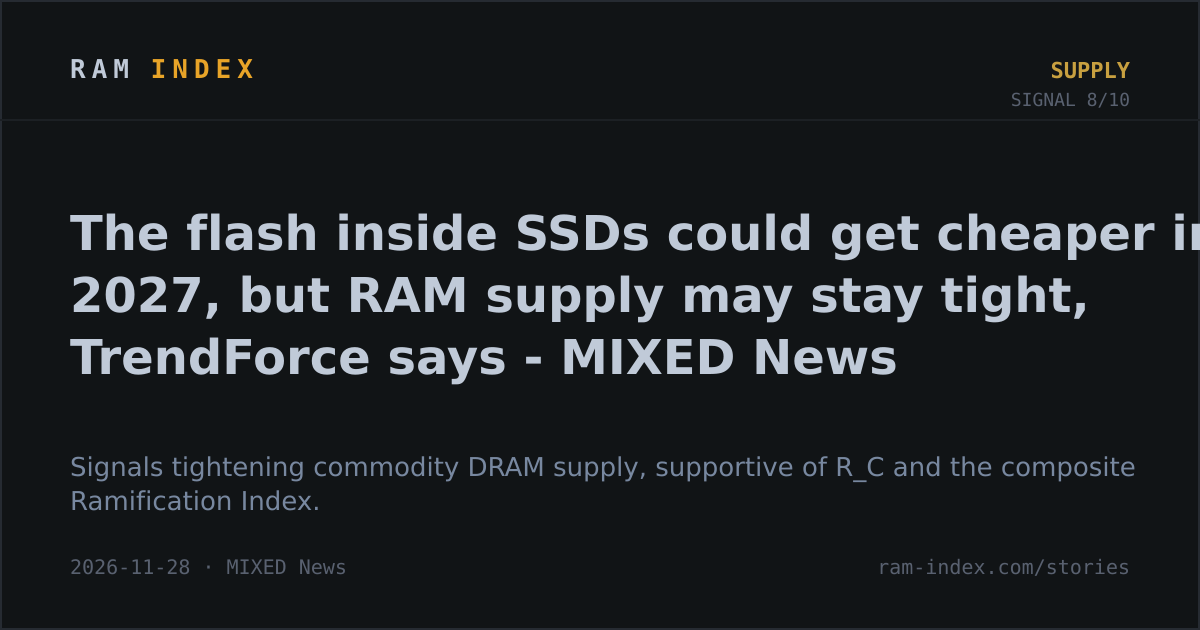 RAM INDEX
SUPPLY
SIGNAL 8/10
The flash inside SSDs could get cheaper in
2027, but RAM supply may stay tight,
TrendForce says - MIXED News
Signals tightening commodity DRAM supply, supportive of R_C and the composite
Ramification Index.
2026-11-28 · MIXED News
ram-index.com/stories